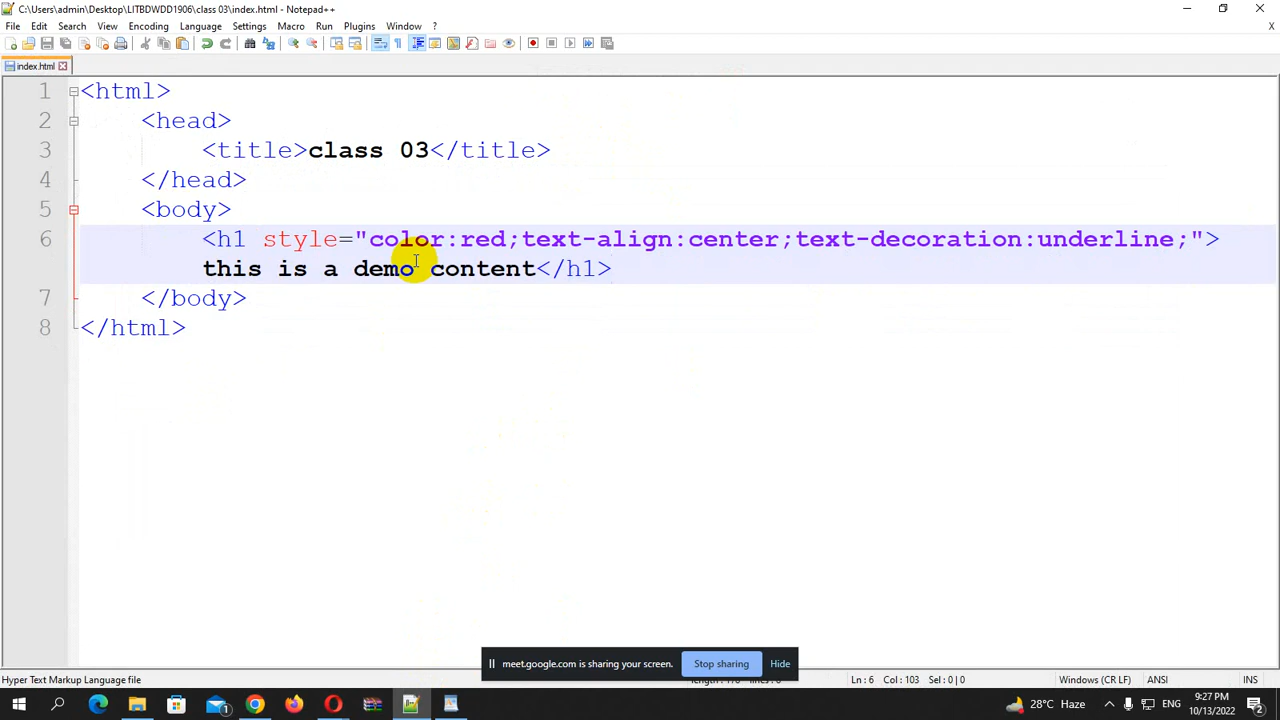 C:\Users\admin\Desktop\LITBDWDD1906\class 03\index.html - Notepad++
File Edit Search View Encoding Language Settings Macro Run Plugins Window ? X
index.html
1 <html>
2 <head>
3 <title>class 03</title>
4 </head>
5 <body>
6 <h1 style="color:red;text-align:center;text-decoration:underline;">
this is a demo content</h1>
7 </body>
8 </html>
meet.google.com is sharing your screen. Stop sharing Hide
Hyper Text Markup Language file Ln : 6 Col : 103 Sel : 0 | 0 Windows (CR LF) ANSI INS
28°C Haze ENG 9:27 PM
10/13/2022